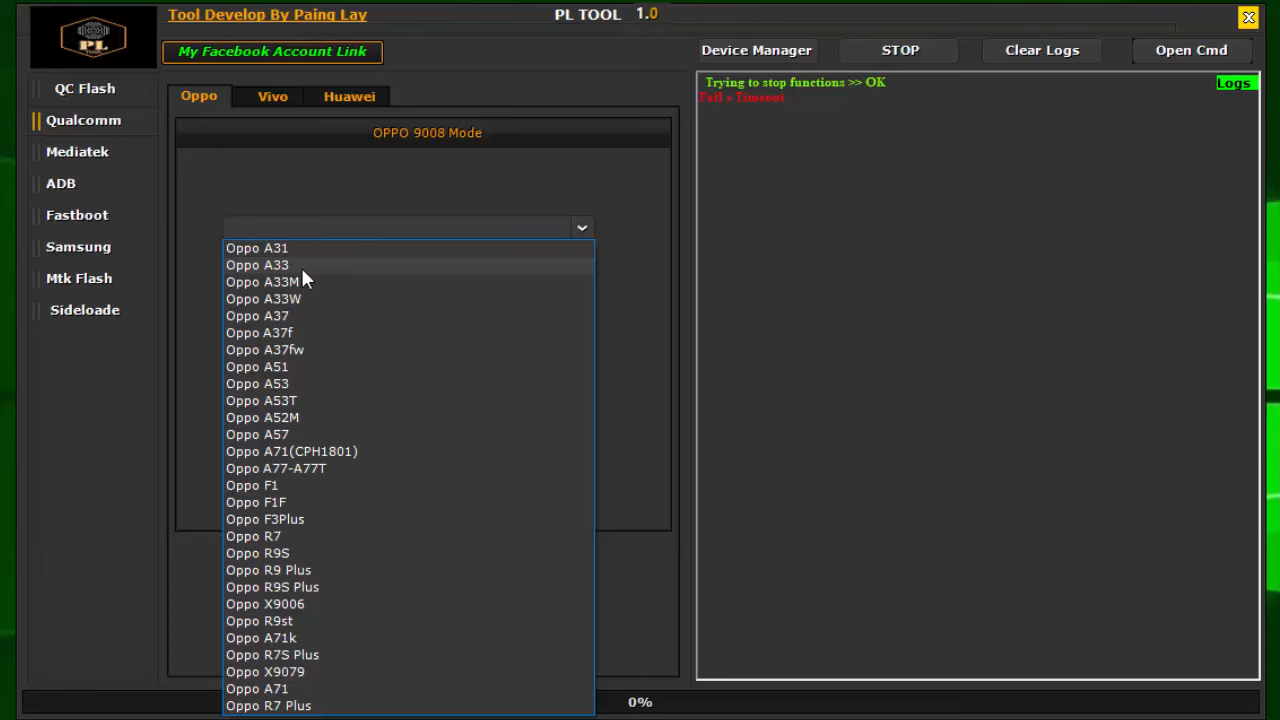 Tool Develop By Paing Lay
PL TOOL 1.0
PL
TOOL
My Facebook Account Link
Device Manager
STOP
Clear Logs
Open Cmd
QC Flash
Qualcomm
Mediatek
ADB
Fastboot
Samsung
Mtk Flash
Sideloade
Oppo
Vivo
Huawei
OPPO 9008 Mode
Oppo A31
Oppo A33
Oppo A33M
Oppo A33W
Oppo A37
Oppo A37f
Oppo A37fw
Oppo A51
Oppo A53
Oppo A53T
Oppo A52M
Oppo A57
Oppo A71(CPH1801)
Oppo A77-A77T
Oppo F1
Oppo F1F
Oppo F3Plus
Oppo R7
Oppo R9S
Oppo R9 Plus
Oppo R9S Plus
Oppo X9006
Oppo R9st
Oppo A71k
Oppo R7S Plus
Oppo X9079
Oppo A71
Oppo R7 Plus
Trying to stop functions >> OK
Logs
Fail » Timeout
0%